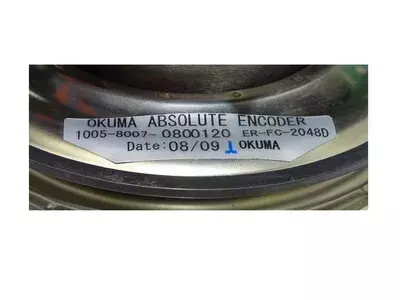 OKUMA ABSOLUTE ENCODER
1005-8007-0800120 ER-FC-2048D
Date:08/09 T OKUMA